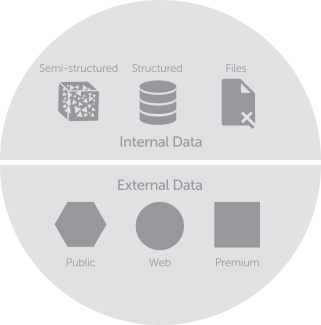 Semi-structured Structured Files
Internal Data
External Data
Public Web Premium